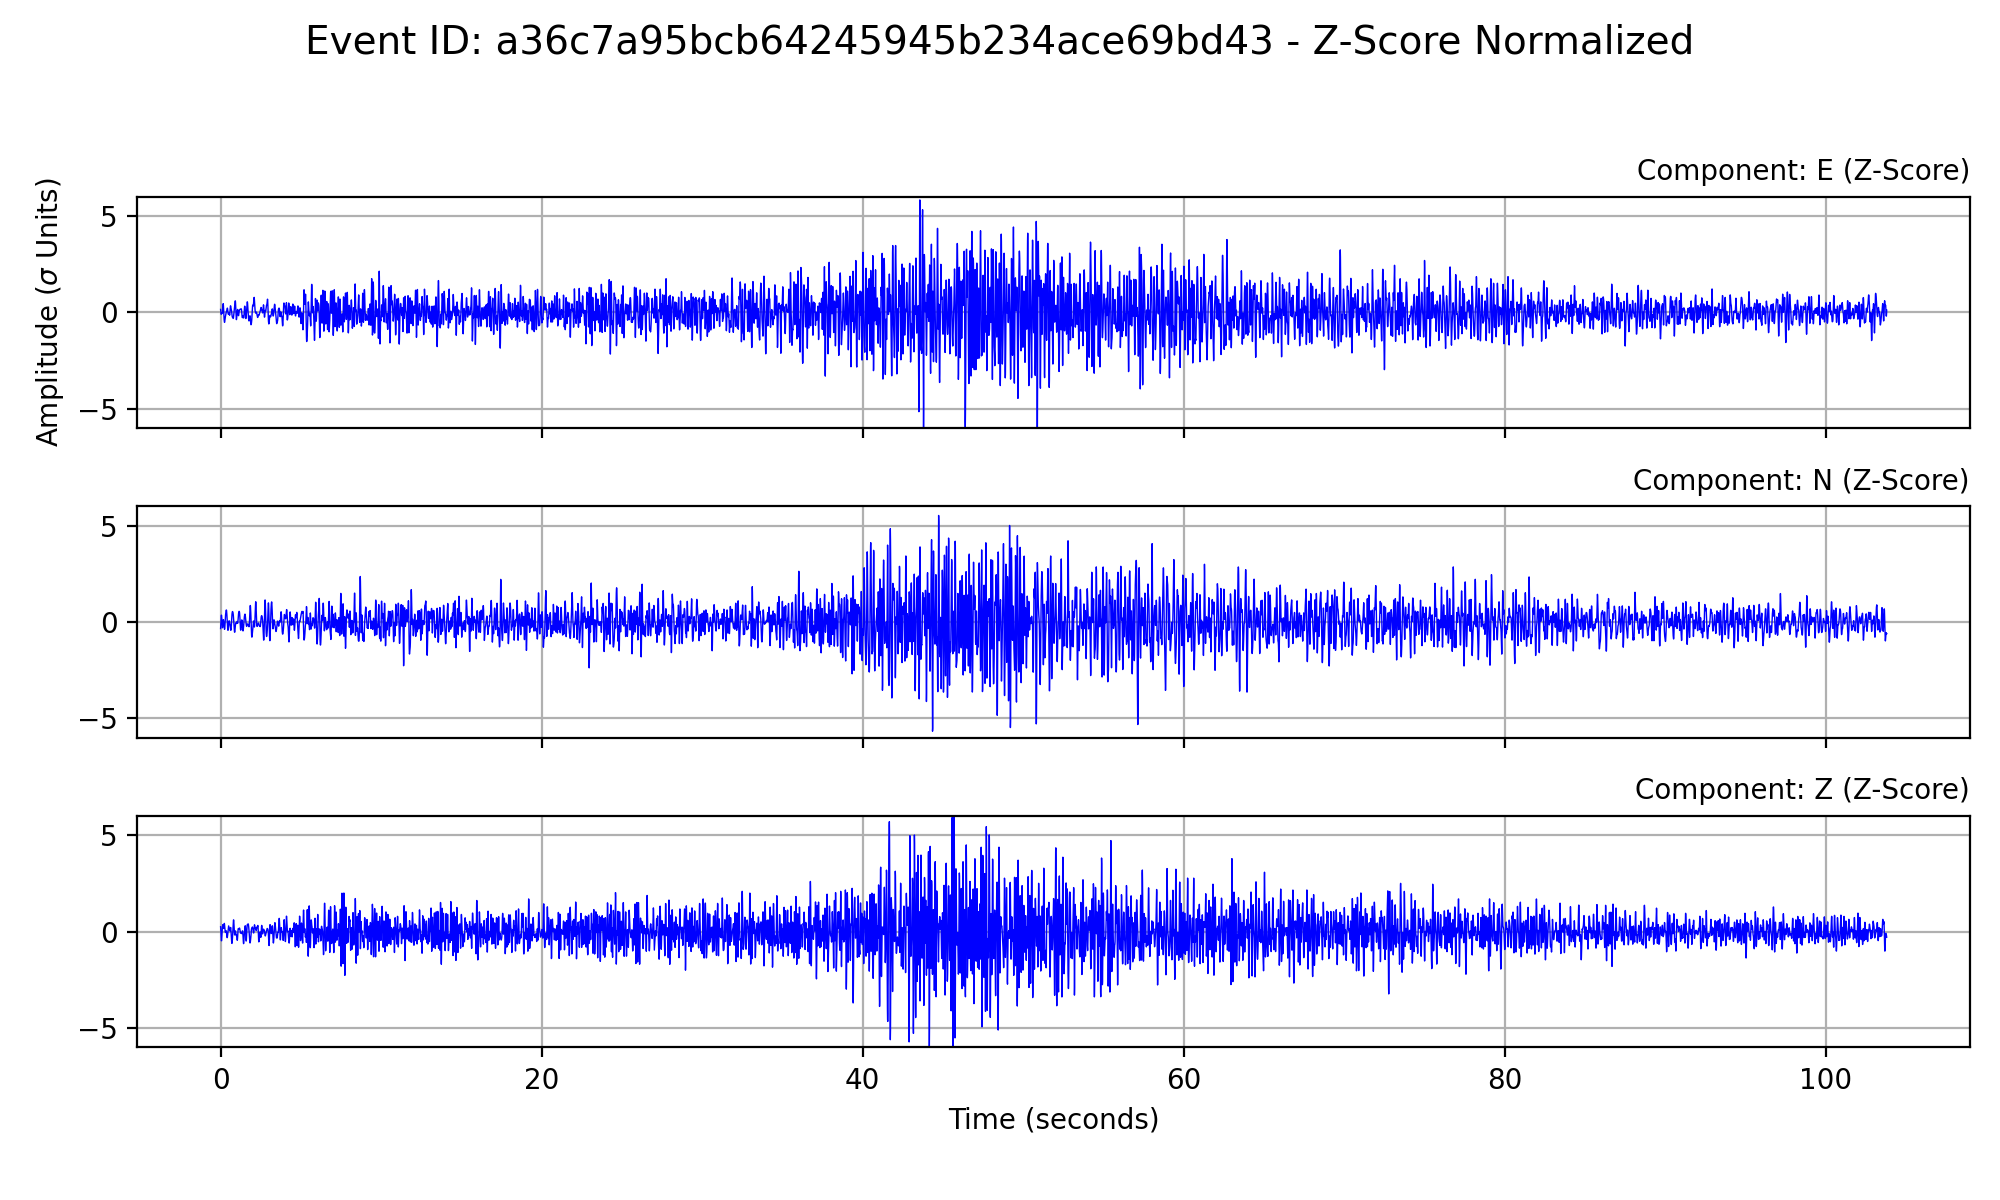 Event ID: a36c7a95bcb64245945b234ace69bd43 - Z-Score Normalized
Component: E (Z-Score)
Amplitude (σ Units)
5
0
−5
Component: N (Z-Score)
5
0
−5
Component: Z (Z-Score)
5
0
−5
0 20 40 60 80 100
Time (seconds)